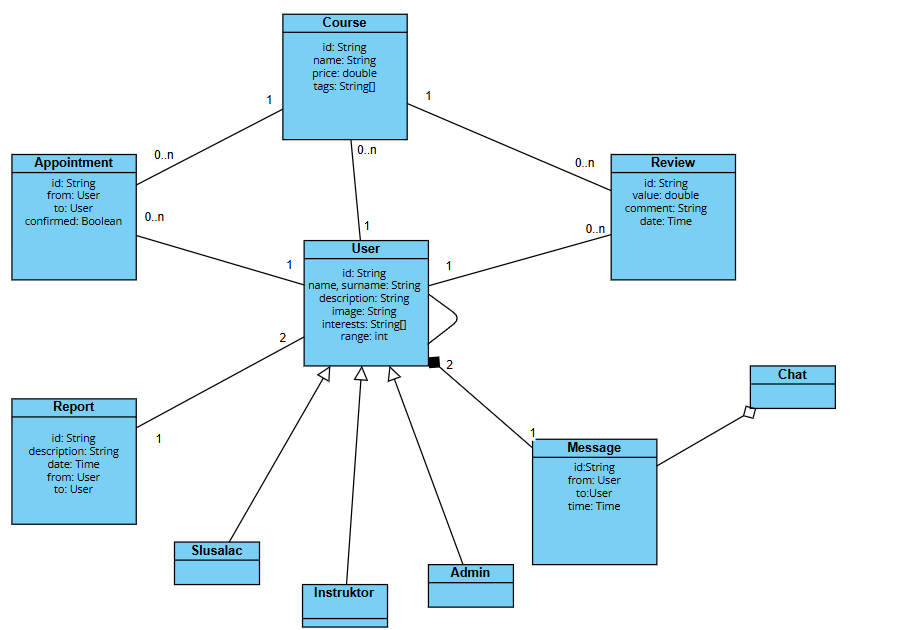 Course
id: String
name: String
price: double
tags: String[]
1
1
0..n
0..n
0..n
Appointment
id: String
from: User
to: User
confirmed: Boolean
Review
id: String
value: double
comment: String
date: Time
0..n
1
0..n
User
id: String
name, surname: String
description: String
image: String
interests: String[]
range: int
1
1
2
2
Report
id: String
description: String
date: Time
from: User
to: User
1
Chat
1
Message
id:String
from: User
to:User
time: Time
Slusalac
Instruktor
Admin